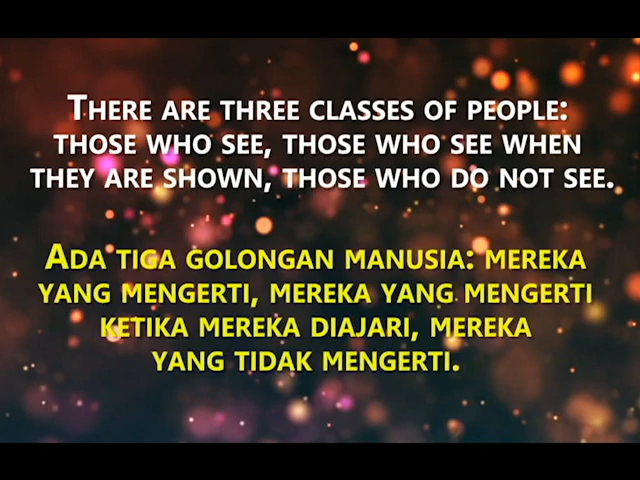 THERE ARE THREE CLASSES OF PEOPLE:
THOSE WHO SEE, THOSE WHO SEE WHEN
THEY ARE SHOWN, THOSE WHO DO NOT SEE.
ADA TIGA GOLONGAN MANUSIA: MEREKA
YANG MENGERTI, MEREKA YANG MENGERTI
KETIKA MEREKA DIAJARI, MEREKA
YANG TIDAK MENGERTI.